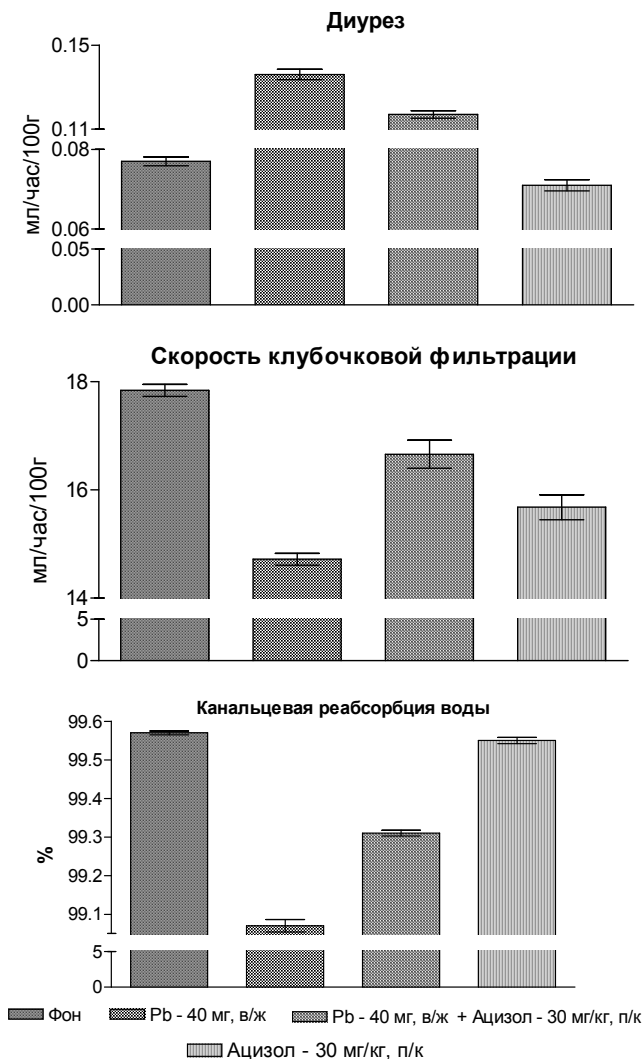 Диурез
мл/час/100г
0.15
0.11
0.08
0.06
0.05
0.00
Скорость клубочковой фильтрации
мл/час/100г
18
16
14
5
0
Канальцевая реабсорбция воды
%
99.6
99.5
99.4
99.3
99.2
99.1
5
0
Фон Pb - 40 мг, в/ж Pb - 40 мг, в/ж + Ацизол - 30 мг/кг, п/к
Ацизол - 30 мг/кг, п/к